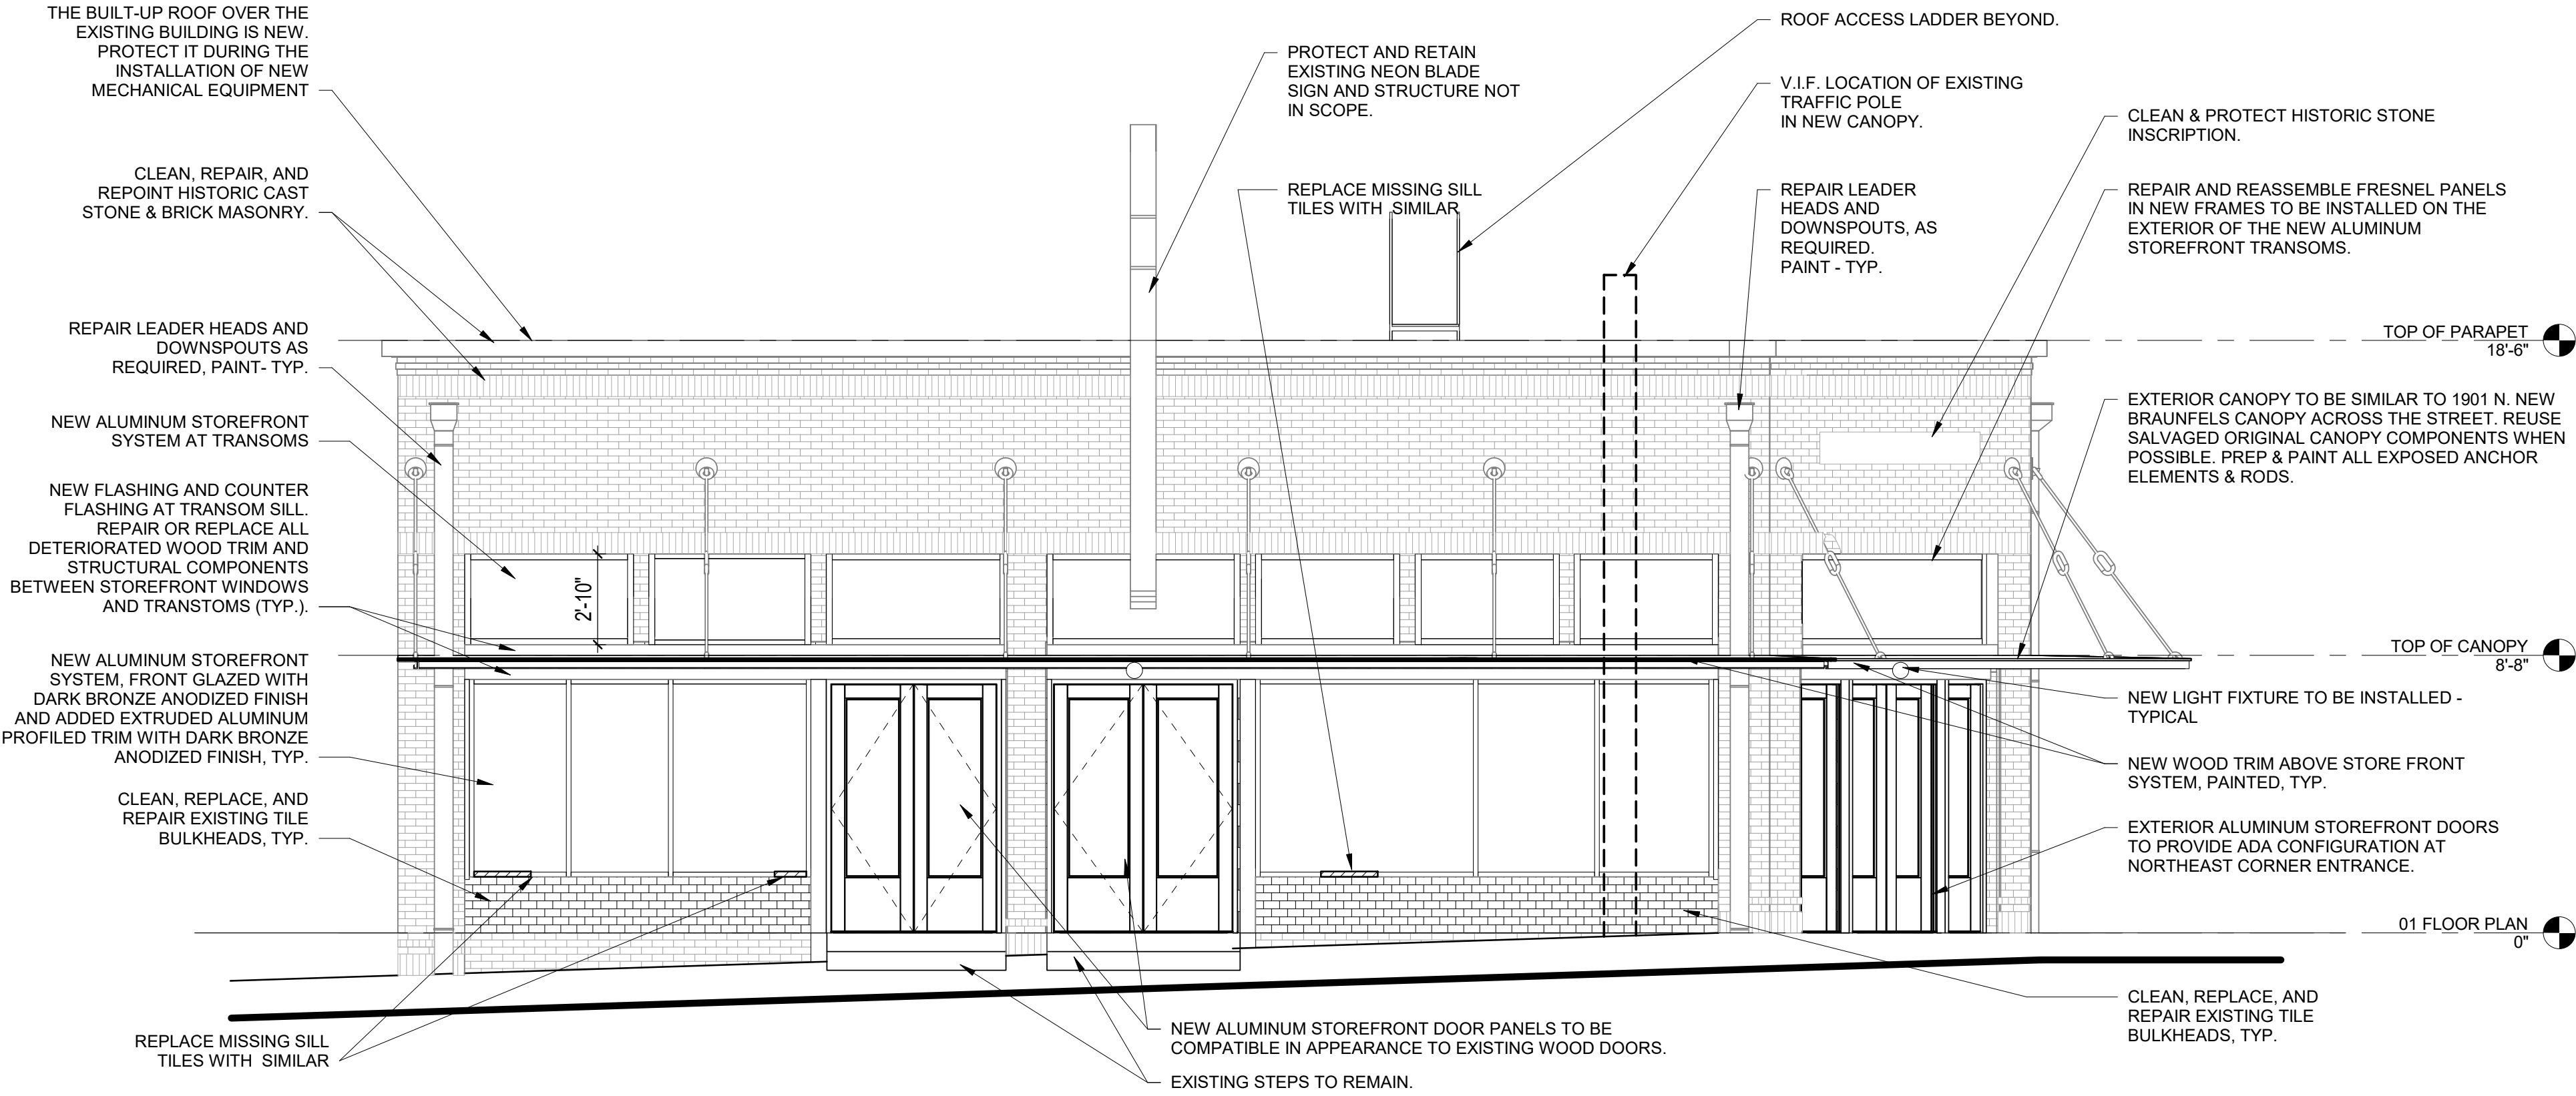 THE BUILT-UP ROOF OVER THE
EXISTING BUILDING IS NEW.
PROTECT IT DURING THE
INSTALLATION OF NEW
MECHANICAL EQUIPMENT
CLEAN, REPAIR, AND
REPOINT HISTORIC CAST
STONE & BRICK MASONRY.
REPAIR LEADER HEADS AND
DOWNSPOUTS AS
REQUIRED, PAINT- TYP.
NEW ALUMINUM STOREFRONT
SYSTEM AT TRANSOMS
NEW FLASHING AND COUNTER
FLASHING AT TRANSOM SILL.
REPAIR OR REPLACE ALL
DETERIORATED WOOD TRIM AND
STRUCTURAL COMPONENTS
BETWEEN STOREFRONT WINDOWS
AND TRANSTOMS (TYP.).
NEW ALUMINUM STOREFRONT
SYSTEM, FRONT GLAZED WITH
DARK BRONZE ANODIZED FINISH
AND ADDED EXTRUDED ALUMINUM
PROFILED TRIM WITH DARK BRONZE
ANODIZED FINISH, TYP.
CLEAN, REPLACE, AND
REPAIR EXISTING TILE
BULKHEADS, TYP.
REPLACE MISSING SILL
TILES WITH SIMILAR
2'-10"
PROTECT AND RETAIN
EXISTING NEON BLADE
SIGN AND STRUCTURE NOT
IN SCOPE.
REPLACE MISSING SILL
TILES WITH SIMILAR
NEW ALUMINUM STOREFRONT DOOR PANELS TO BE
COMPATIBLE IN APPEARANCE TO EXISTING WOOD DOORS.
EXISTING STEPS TO REMAIN.
ROOF ACCESS LADDER BEYOND.
V.I.F. LOCATION OF EXISTING
TRAFFIC POLE
IN NEW CANOPY.
REPAIR LEADER
HEADS AND
DOWNSPOUTS, AS
REQUIRED.
PAINT - TYP.
CLEAN & PROTECT HISTORIC STONE
INSCRIPTION.
REPAIR AND REASSEMBLE FRESNEL PANELS
IN NEW FRAMES TO BE INSTALLED ON THE
EXTERIOR OF THE NEW ALUMINUM
STOREFRONT TRANSOMS.
TOP OF PARAPET
18'-6"
EXTERIOR CANOPY TO BE SIMILAR TO 1901 N. NEW
BRAUNFELS CANOPY ACROSS THE STREET. REUSE
SALVAGED ORIGINAL CANOPY COMPONENTS WHEN
POSSIBLE. PREP & PAINT ALL EXPOSED ANCHOR
ELEMENTS & RODS.
TOP OF CANOPY
8'-8"
NEW LIGHT FIXTURE TO BE INSTALLED -
TYPICAL
NEW WOOD TRIM ABOVE STORE FRONT
SYSTEM, PAINTED, TYP.
EXTERIOR ALUMINUM STOREFRONT DOORS
TO PROVIDE ADA CONFIGURATION AT
NORTHEAST CORNER ENTRANCE.
01 FLOOR PLAN
0"
CLEAN, REPLACE, AND
REPAIR EXISTING TILE
BULKHEADS, TYP.